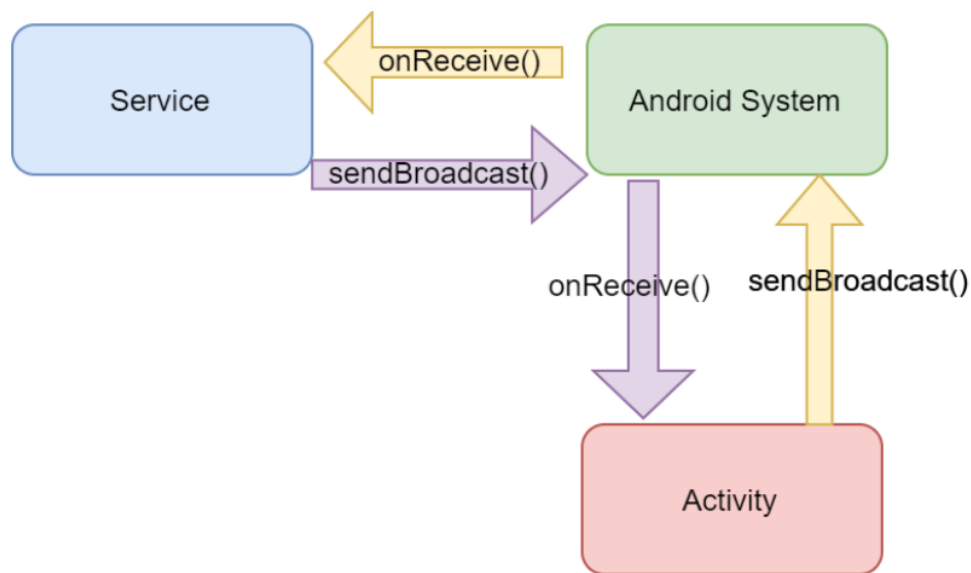 onReceive()
Service
Android System
sendBroadcast()
onReceive()
sendBroadcast()
Activity